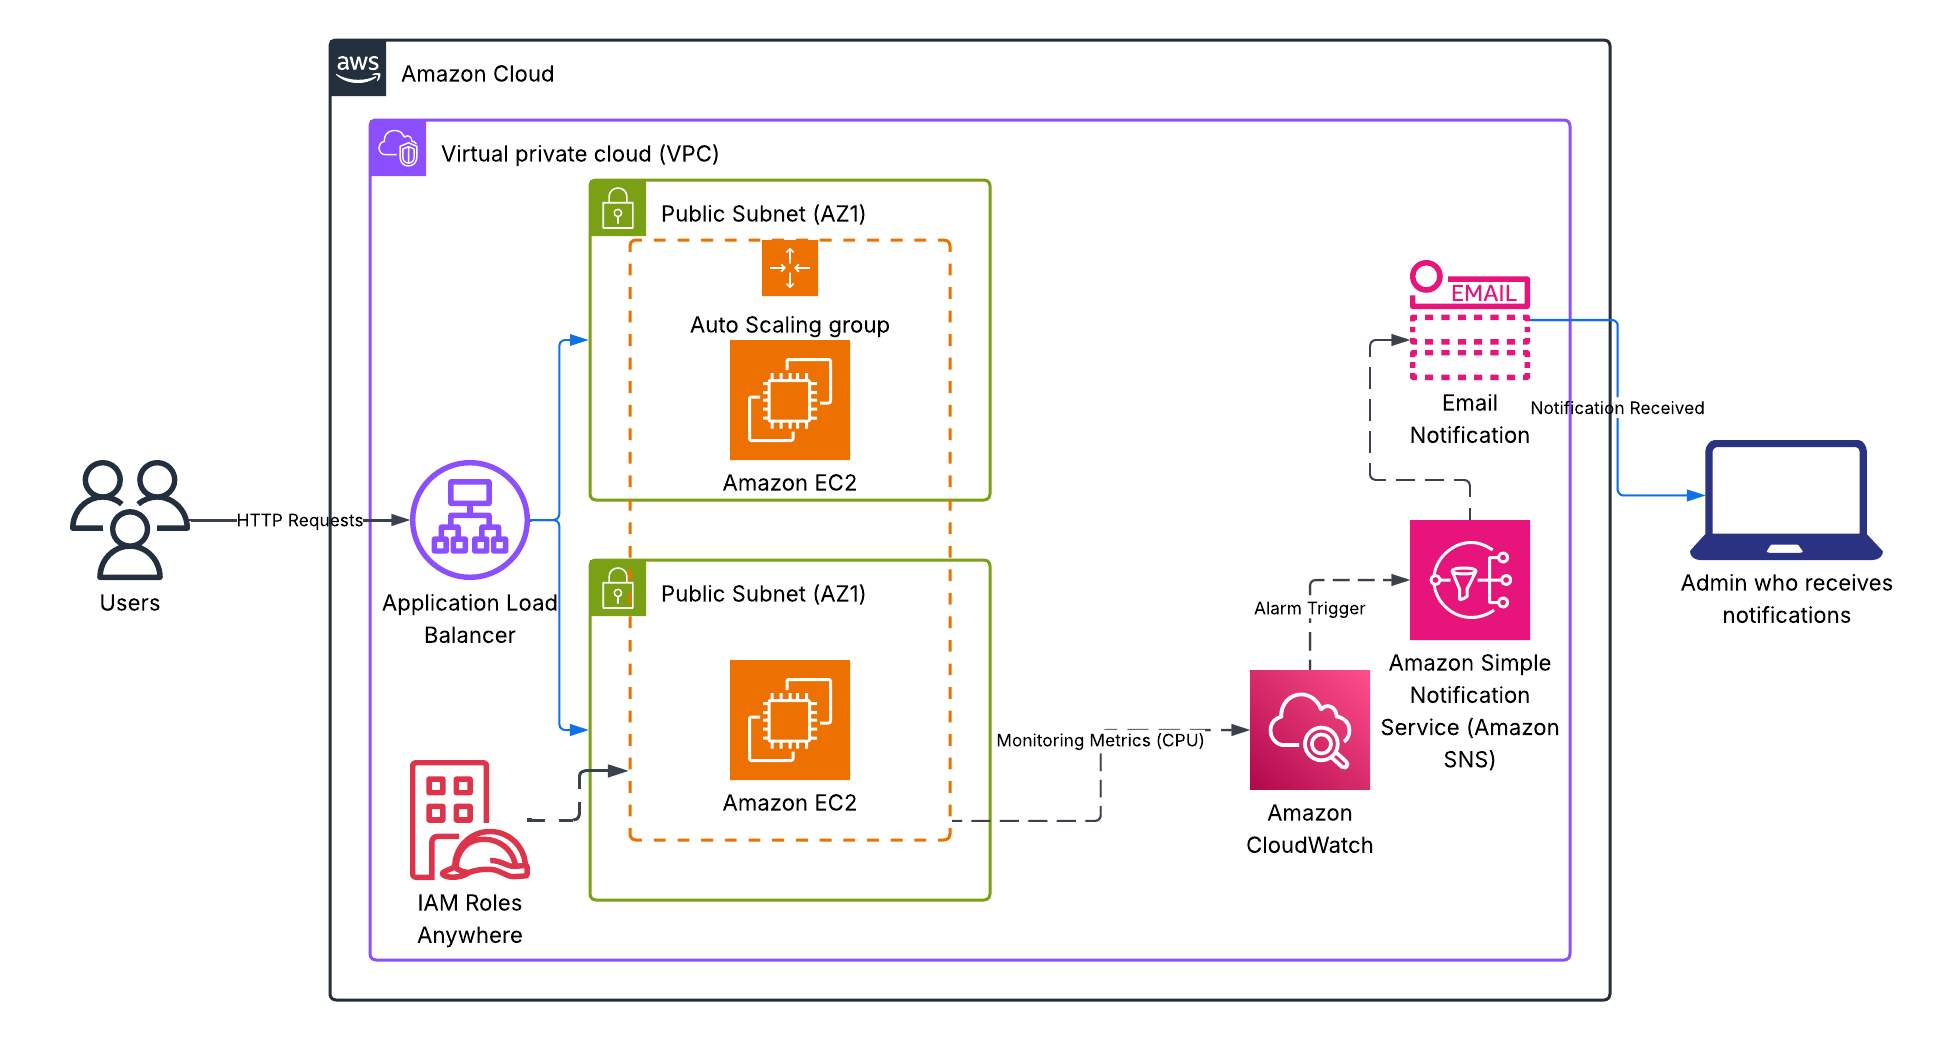 aws
Amazon Cloud
Virtual private cloud (VPC)
Public Subnet (AZ1)
Auto Scaling group
Amazon EC2
EMAIL
Email
Notification
Notification Received
HTTP Requests
Users
Application Load
Balancer
Public Subnet (AZ1)
Amazon EC2
Monitoring Metrics (CPU)
Alarm Trigger
Amazon Simple
Notification
Service (Amazon
SNS)
Admin who receives
notifications
Amazon
CloudWatch
IAM Roles
Anywhere